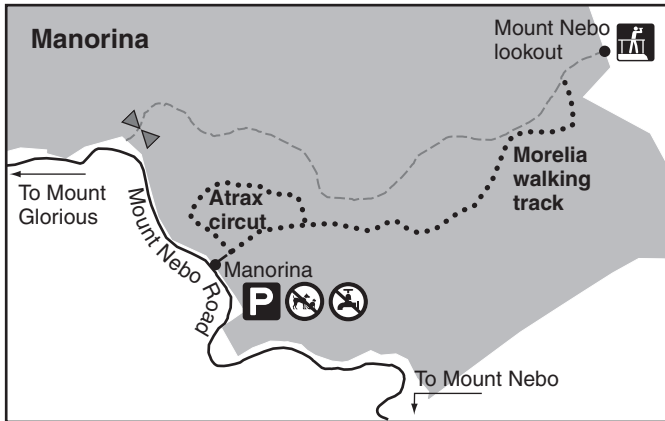 Manorina
Mount Nebo
lookout
Morelia
walking
track
To Mount
Glorious
Atrax
circut
Mount Nebo Road
Manorina
P
To Mount Nebo